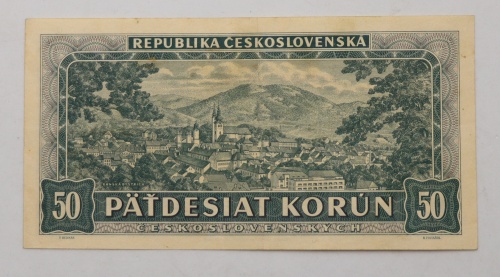 REPUBLIKA ČESKOSLOVENSKÁ
50 PÄŤDESIAT KORÚN 50
ČESKOSLOVENSKÝCH